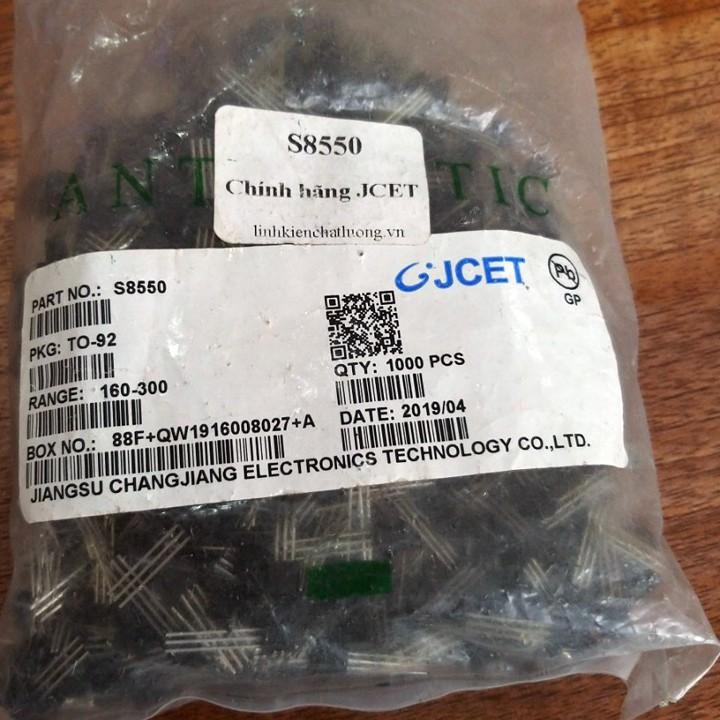 S8550
Chính hãng JCET
linhkienchatluong.vn
ANT TIC
JCET
Pb
GP
PART NO.: S8550
PKG: TO-92
RANGE: 160-300
BOX NO.: 88F+QW1916008027+A
QTY: 1000 PCS
DATE: 2019/04
JIANGSU CHANGJIANG ELECTRONICS TECHNOLOGY CO.,LTD.